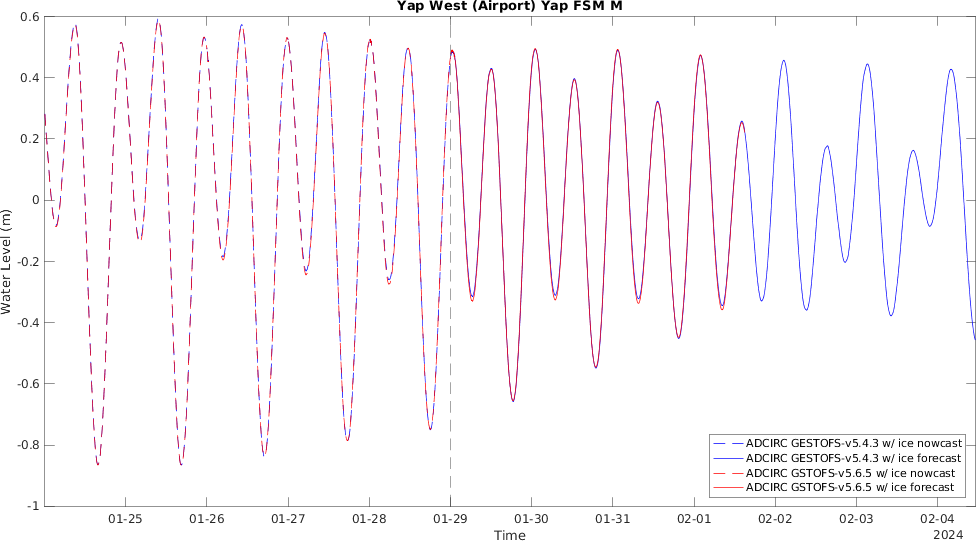 Yap West (Airport) Yap FSM M
0.6
0.4
0.2
0
-0.2
-0.4
-0.6
-0.8
-1
Water Level (m)
ADCIRC GESTOFS-v5.4.3 w/ ice nowcast
ADCIRC GESTOFS-v5.4.3 w/ ice forecast
ADCIRC GSTOFS-v5.6.5 w/ ice nowcast
ADCIRC GSTOFS-v5.6.5 w/ ice forecast
01-25 01-26 01-27 01-28 01-29 01-30 01-31 02-01 02-02 02-03 02-04
Time
2024